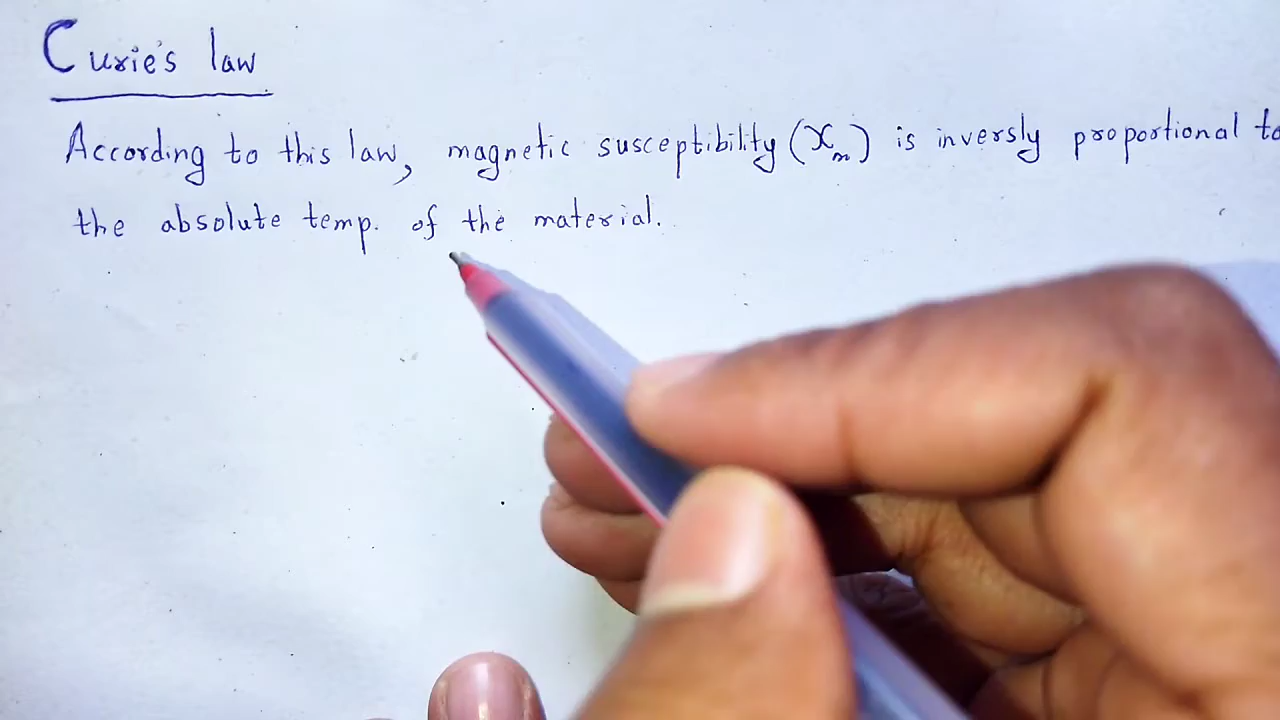 Curie's law
According to this law, magnetic susceptibility (χm) is inversly proportional to
the absolute temp. of the material.